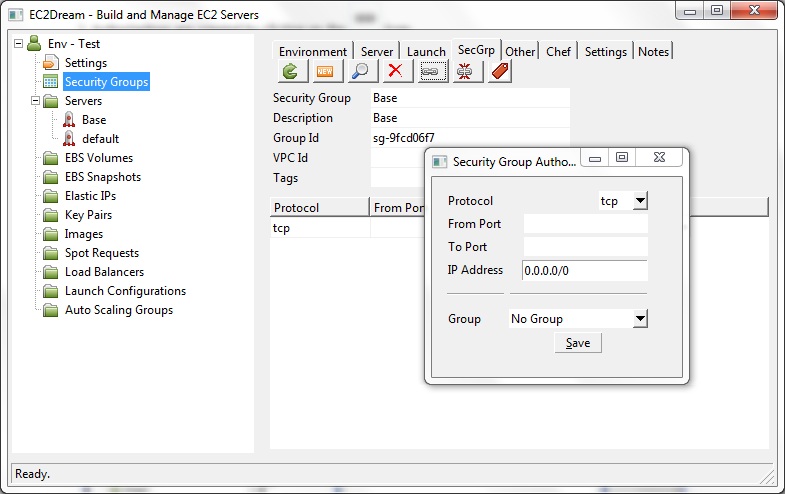 EC2Dream - Build and Manage EC2 Servers
Env - Test
Settings
Security Groups
Servers
Base
default
EBS Volumes
EBS Snapshots
Elastic IPs
Key Pairs
Images
Spot Requests
Load Balancers
Launch Configurations
Auto Scaling Groups
Environment Server Launch SecGrp Other Chef Settings Notes
NEW
Security Group Base
Description Base
Group Id sg-9fcd06f7
VPC Id
Tags
Protocol From Por
tcp
Security Group Autho...
Protocol tcp
From Port
To Port
IP Address 0.0.0.0/0
Group No Group
Save
Ready.